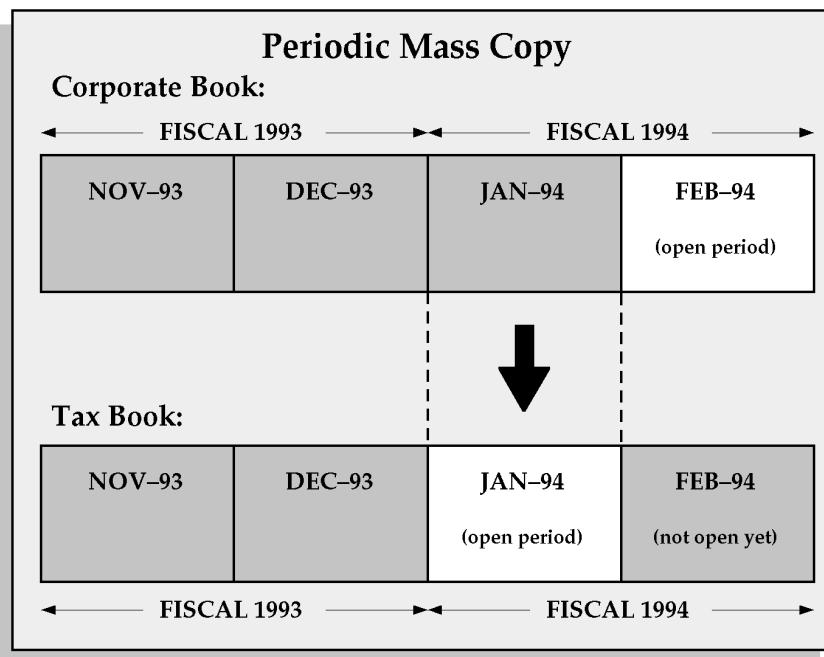 Periodic Mass Copy
Corporate Book:
FISCAL 1993 FISCAL 1994
NOV–93 DEC–93 JAN–94 FEB–94
(open period)
Tax Book:
NOV–93 DEC–93 JAN–94 FEB–94
(open period) (not open yet)
FISCAL 1993 FISCAL 1994